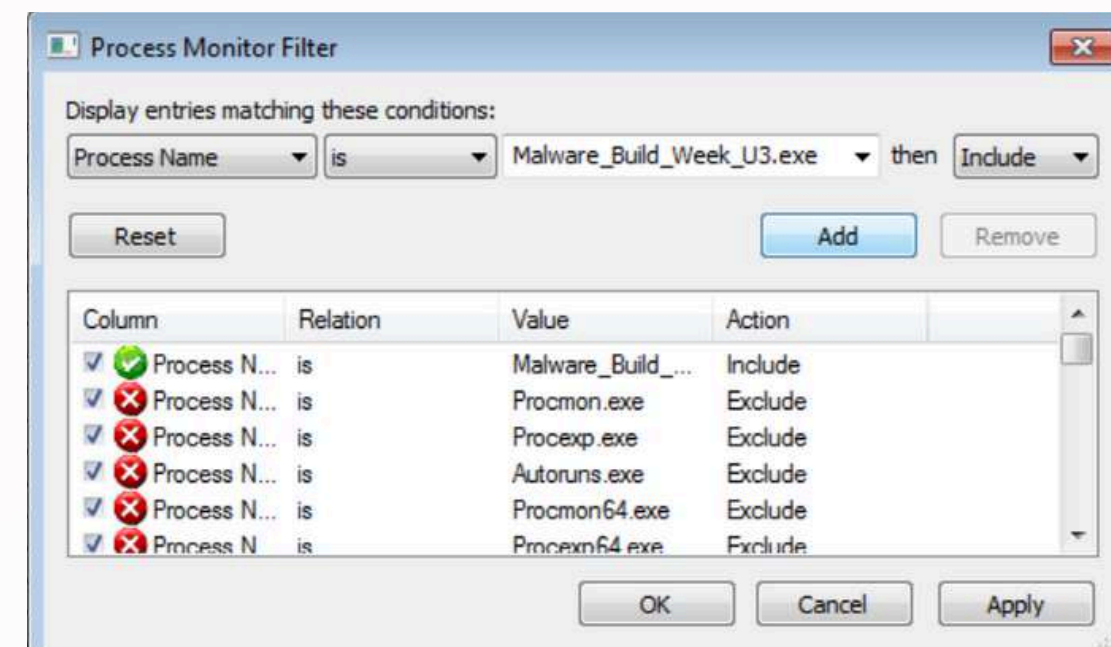 Process Monitor Filter
Display entries matching these conditions:
Process Name is Malware_Build_Week_U3.exe then Include
Reset Add Remove
Column Relation Value Action
Process N... is Malware_Build_... Include
Process N... is Procmon.exe Exclude
Process N... is Procexp.exe Exclude
Process N... is Autoruns.exe Exclude
Process N... is Procmon64.exe Exclude
Process N... is Procexp64.exe Exclude
OK Cancel Apply